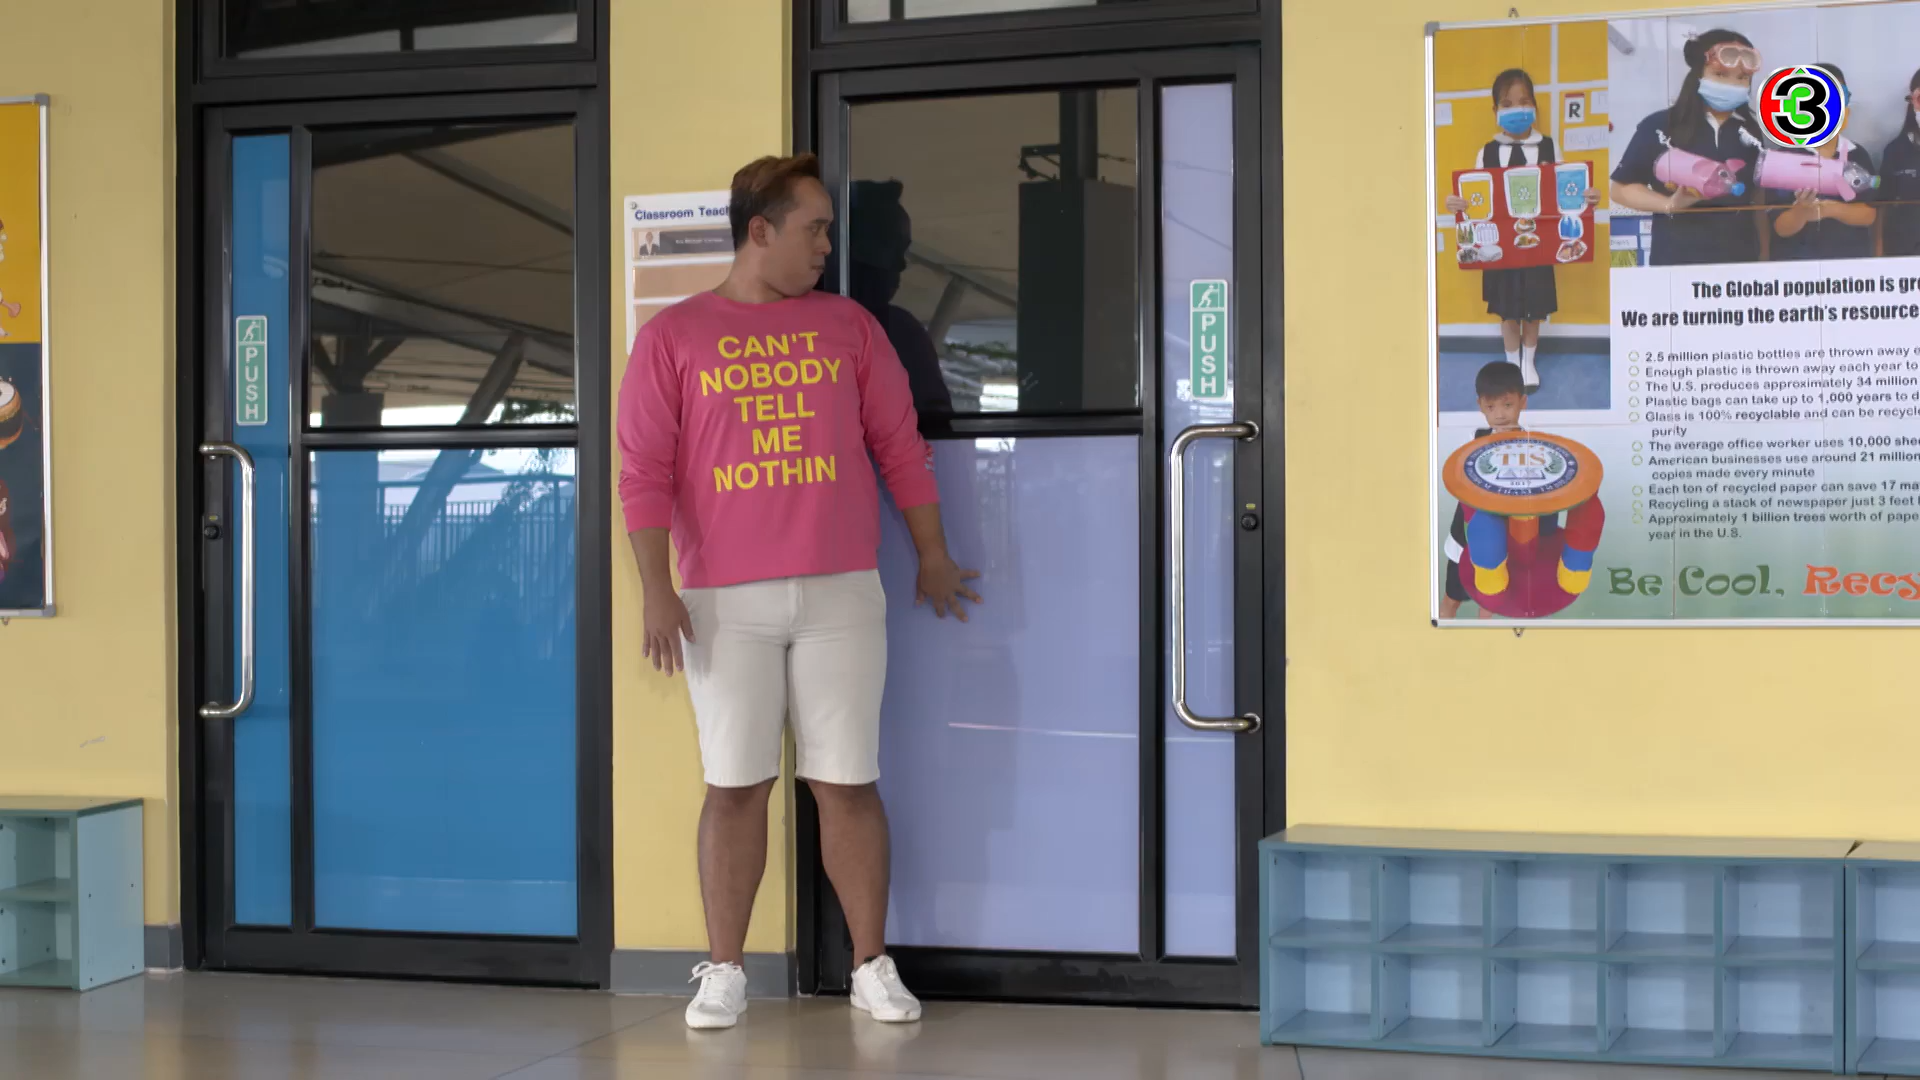 3
R
Classroom Teach
PUSH
PUSH
CAN'T
NOBODY
TELL
ME
NOTHIN
The Global population is gr
We are turning the earth's resource
2.5 million plastic bottles are thrown away e
Enough plastic is thrown away each year to
The U.S. produces approximately 34 million
Plastic bags can take up to 1,000 years to d
Glass is 100% recyclable and can be recycle
purity
The average office worker uses 10,000 she
American businesses use around 21 million
copies made every minute
Each ton of recycled paper can save 17 ma
Recycling a stack of newspaper just 3 feet
Approximately 1 billion trees worth of pape
year in the U.S.
TIS
Be Cool, Recy